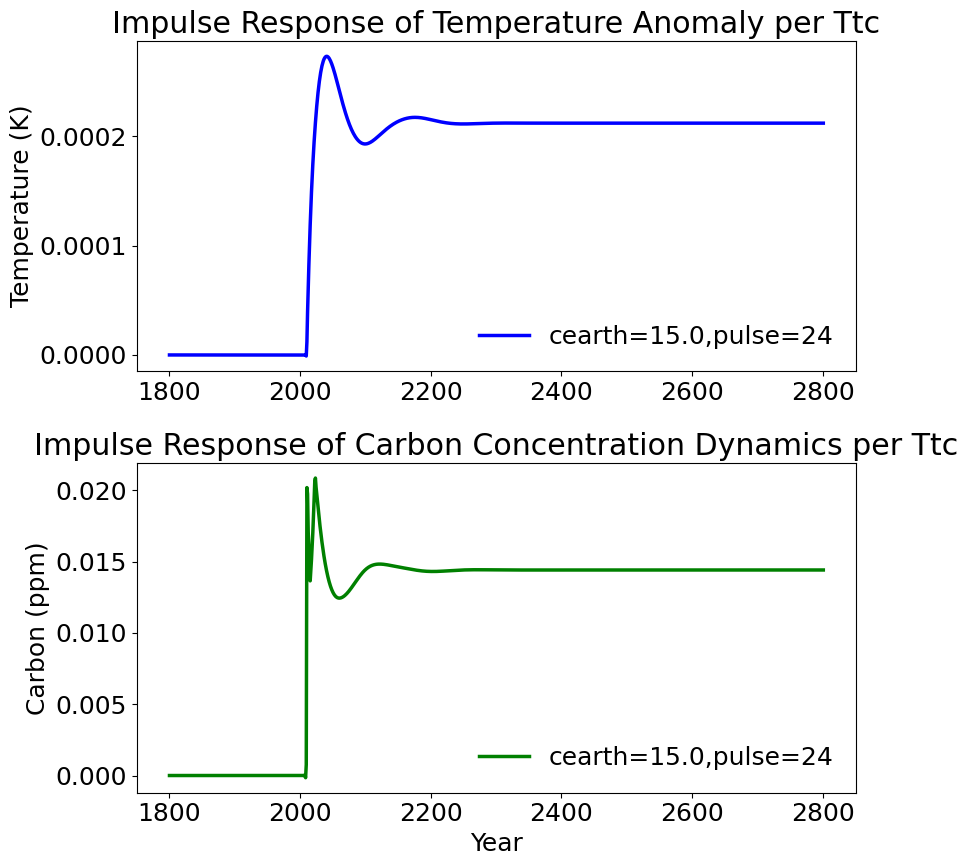 Impulse Response of Temperature Anomaly per Ttc
Temperature (K)
0.0002
0.0001
0.0000
cearth=15.0,pulse=24
1800 2000 2200 2400 2600 2800
Impulse Response of Carbon Concentration Dynamics per Ttc
Carbon (ppm)
0.020
0.015
0.010
0.005
0.000
cearth=15.0,pulse=24
1800 2000 2200 2400 2600 2800
Year